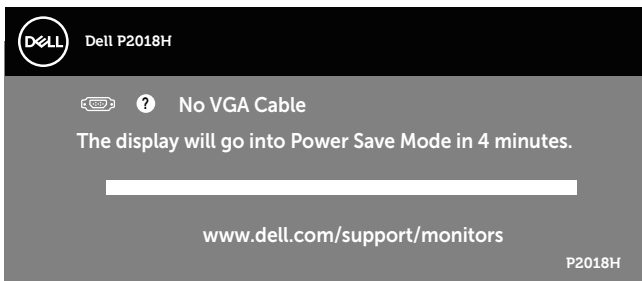 DELL Dell P2018H
? No VGA Cable
The display will go into Power Save Mode in 4 minutes.
www.dell.com/support/monitors
P2018H